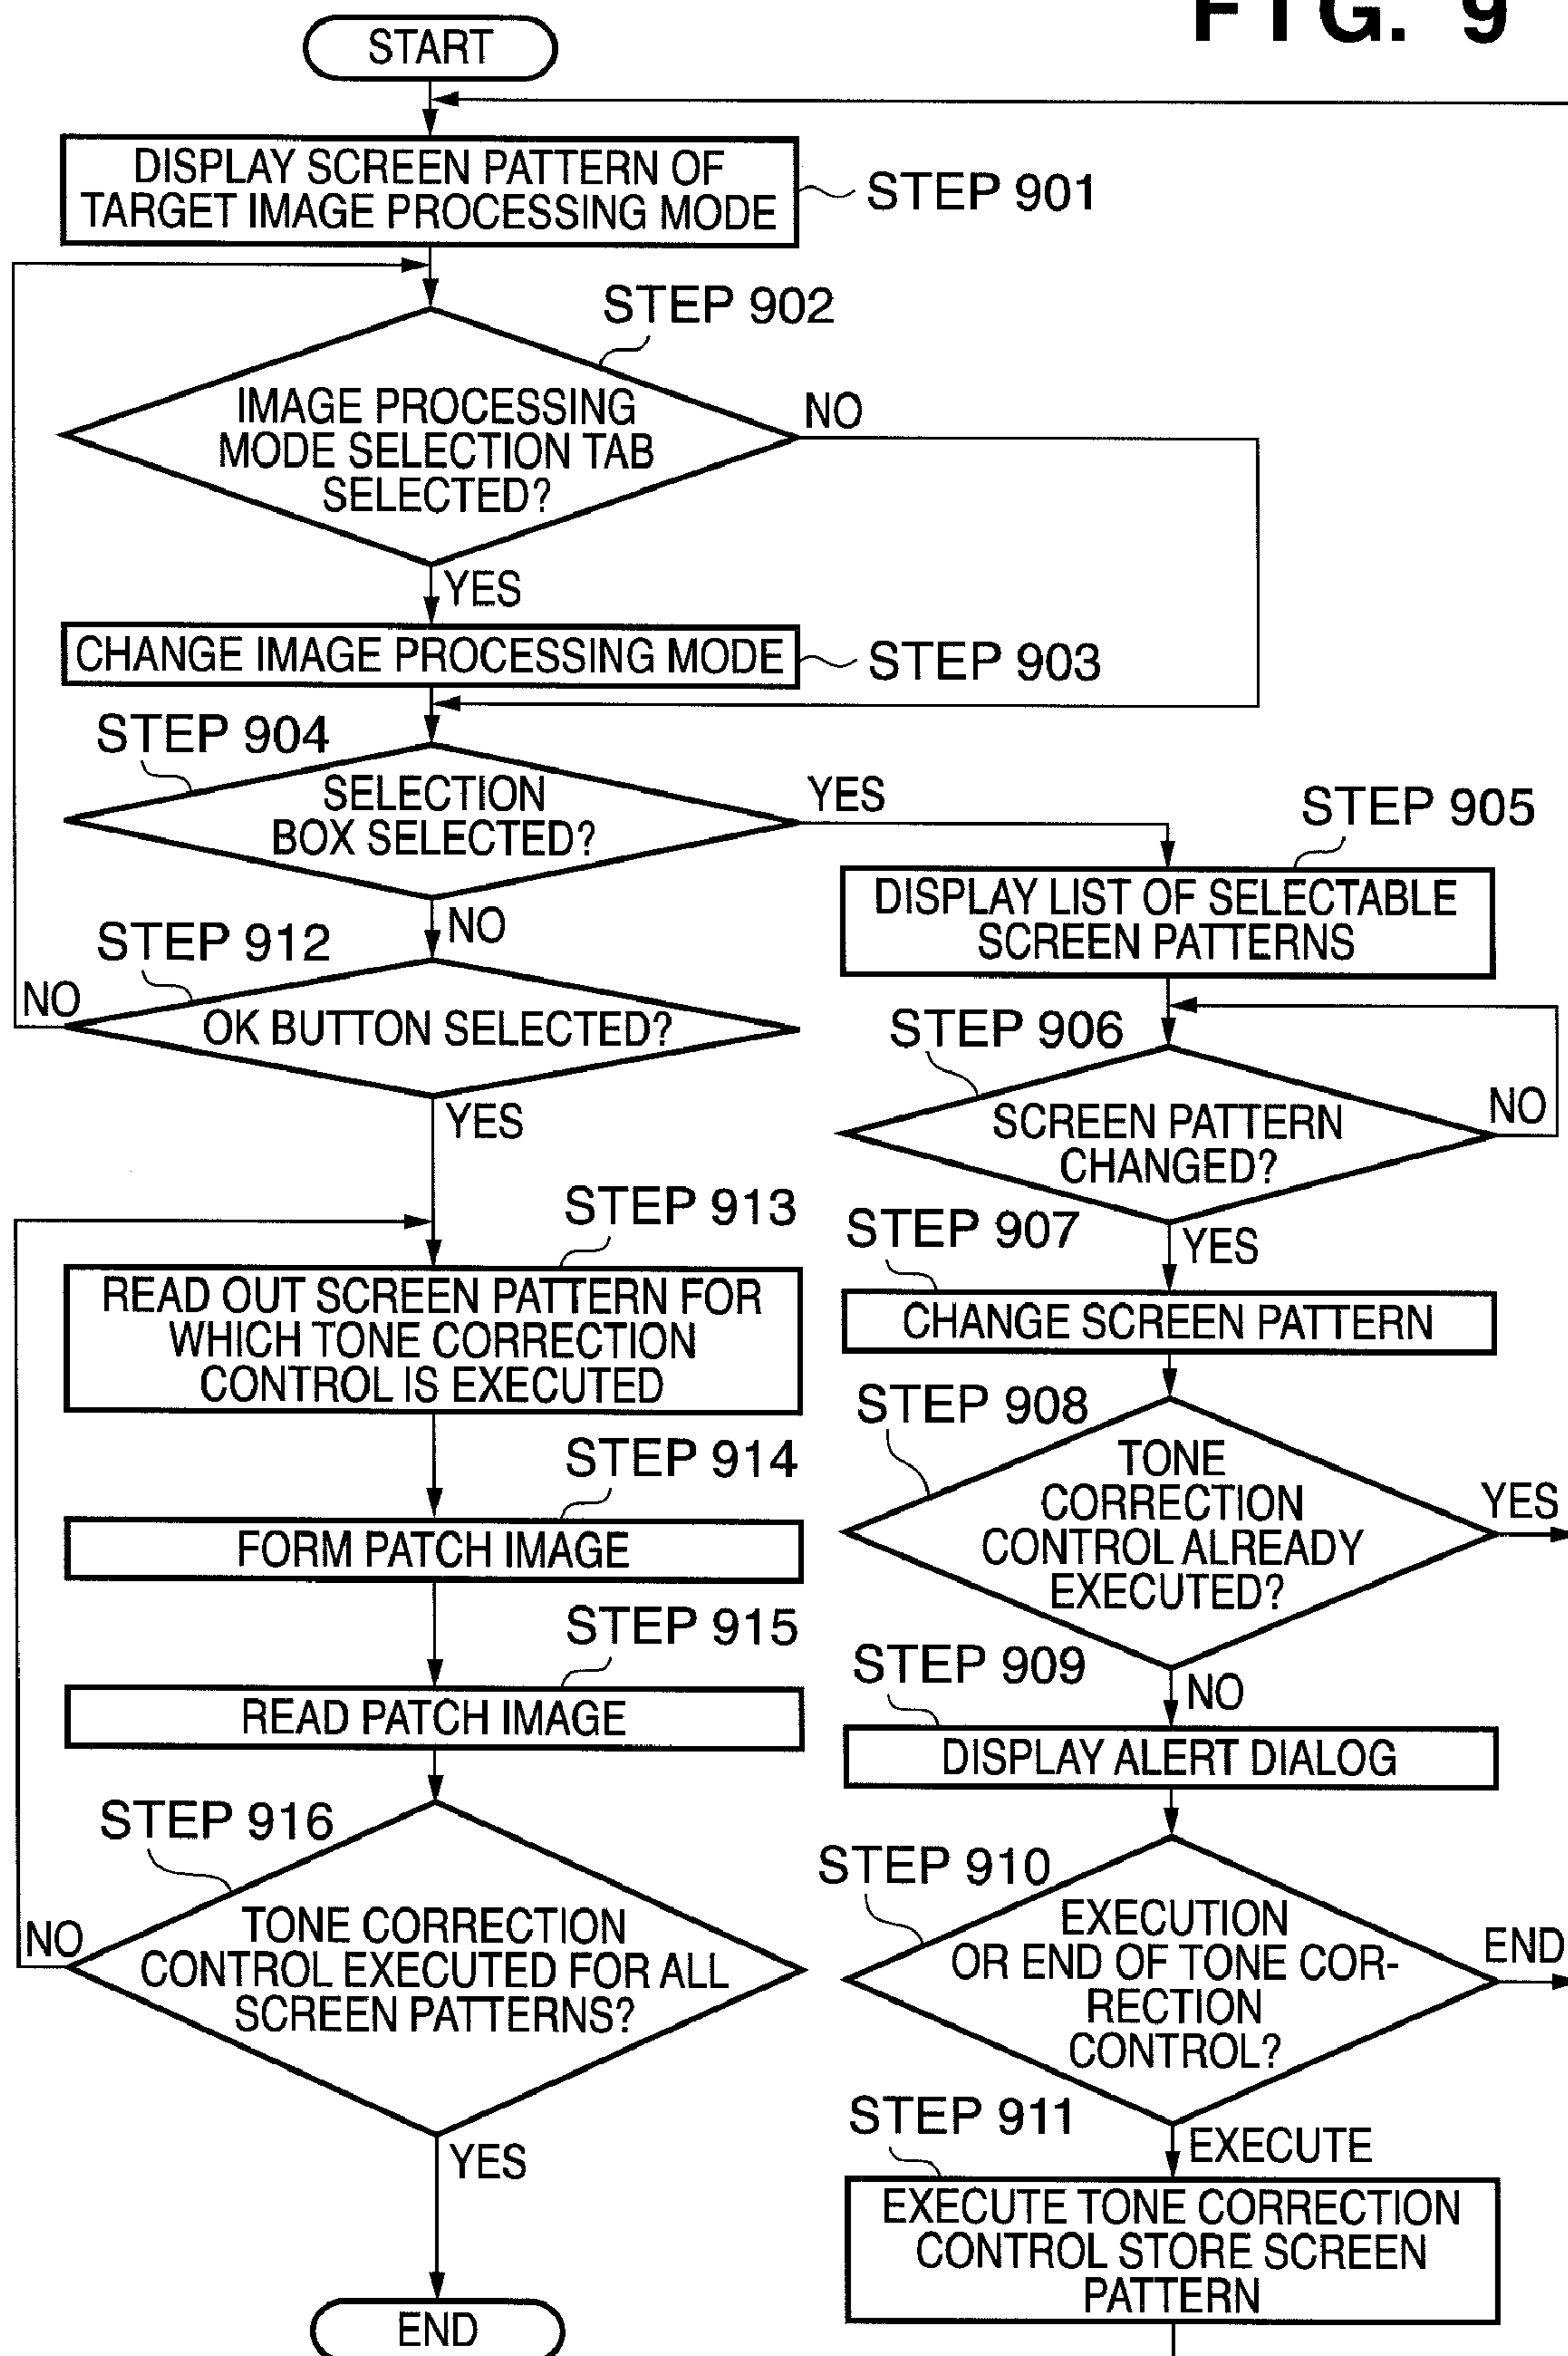 FIG. 9
START
DISPLAY SCREEN PATTERN OF
TARGET IMAGE PROCESSING MODE
STEP 901
STEP 902
IMAGE PROCESSING
MODE SELECTION TAB
SELECTED?
NO
YES
CHANGE IMAGE PROCESSING MODE
STEP 903
STEP 904
SELECTION
BOX SELECTED?
YES
NO
STEP 912
OK BUTTON SELECTED?
NO
YES
STEP 913
READ OUT SCREEN PATTERN FOR
WHICH TONE CORRECTION
CONTROL IS EXECUTED
STEP 914
FORM PATCH IMAGE
STEP 915
READ PATCH IMAGE
STEP 916
TONE CORRECTION
CONTROL EXECUTED FOR ALL
SCREEN PATTERNS?
NO
YES
END
STEP 905
DISPLAY LIST OF SELECTABLE
SCREEN PATTERNS
STEP 906
SCREEN PATTERN
CHANGED?
NO
YES
STEP 907
CHANGE SCREEN PATTERN
STEP 908
TONE
CORRECTION
CONTROL ALREADY
EXECUTED?
YES
NO
STEP 909
DISPLAY ALERT DIALOG
STEP 910
EXECUTION
OR END OF TONE COR-
RECTION
CONTROL?
END
EXECUTE
STEP 911
EXECUTE TONE CORRECTION
CONTROL STORE SCREEN
PATTERN